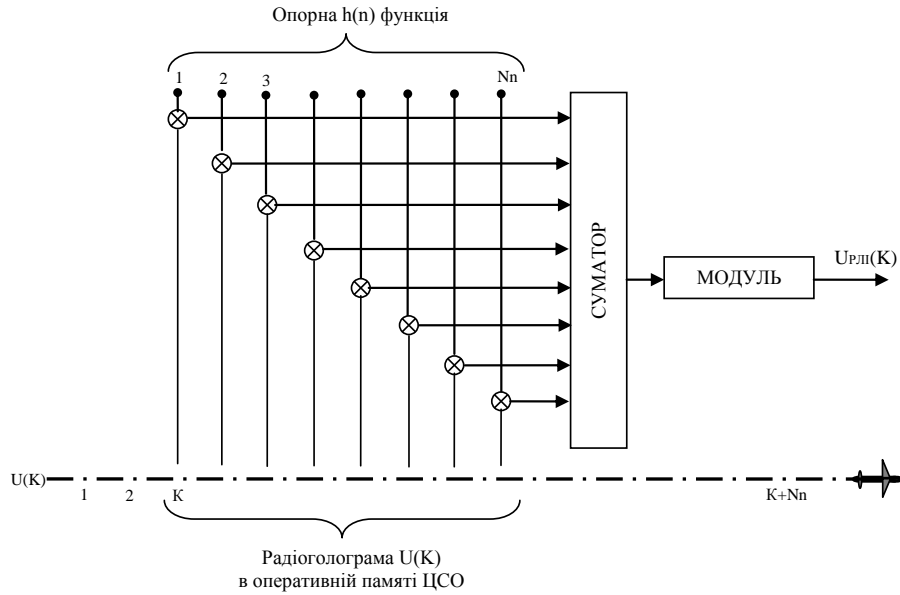 Опорна h(n) функція
1 2 3 Nn
СУМАТОР
UРЛІ(K)
МОДУЛЬ
U(K)
1 2 К К+Nn
Радіоголограма U(K)
в оперативній памяті ЦСО